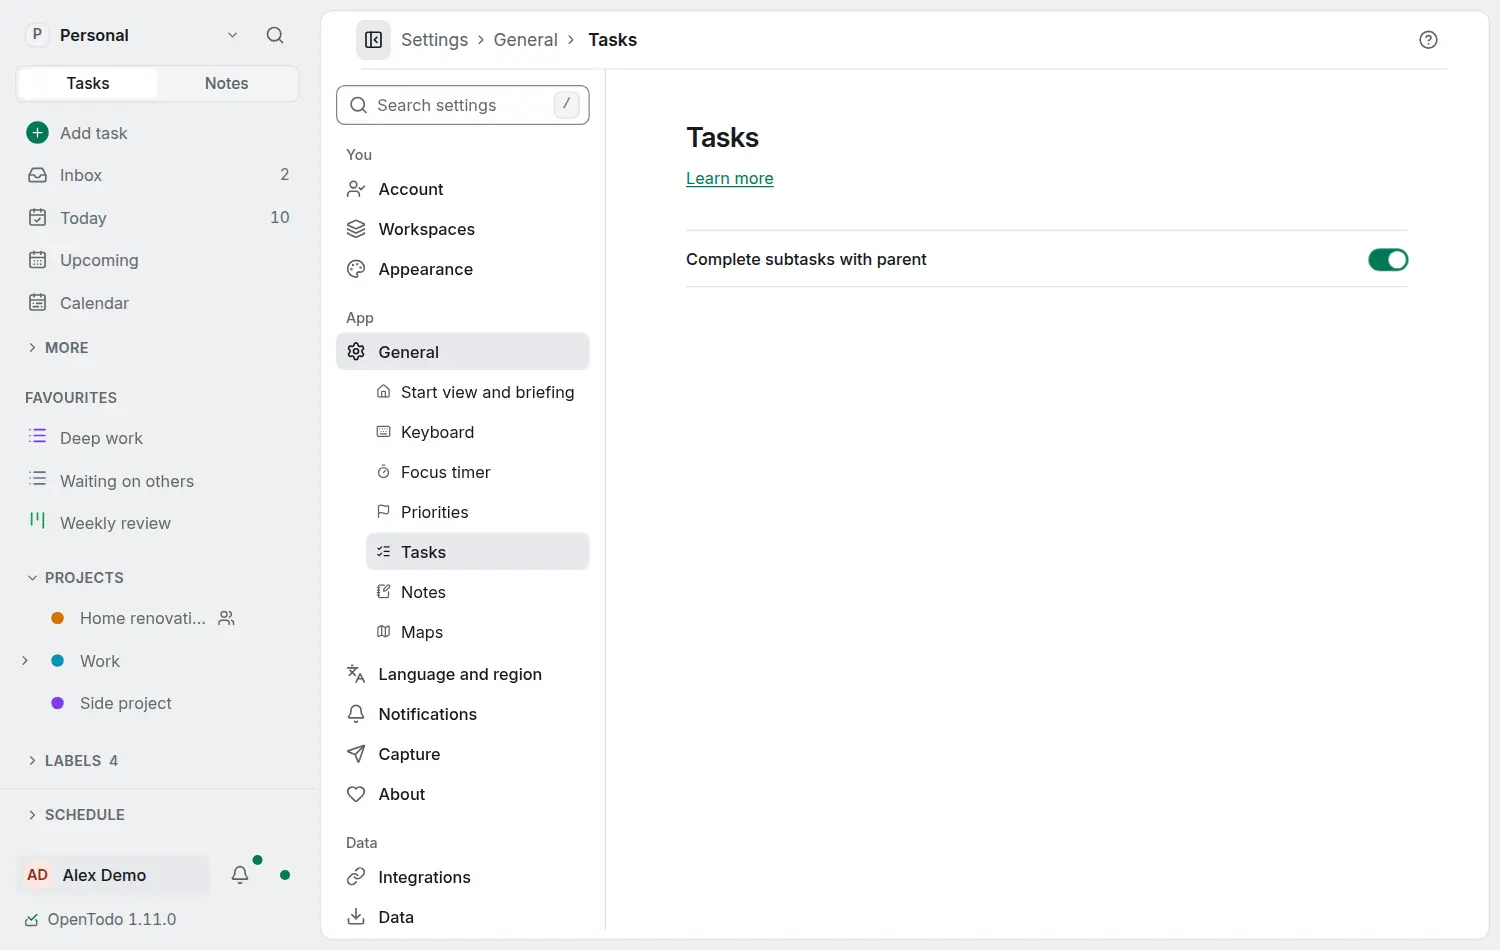 P Personal
Tasks Notes
Add task
Inbox 2
Today 10
Upcoming
Calendar
MORE
FAVOURITES
Deep work
Waiting on others
Weekly review
PROJECTS
Home renovati...
Work
Side project
LABELS 4
SCHEDULE
AD Alex Demo
OpenTodo 1.11.0
Settings > General > Tasks
Search settings /
You
Account
Workspaces
Appearance
App
General
Start view and briefing
Keyboard
Focus timer
Priorities
Tasks
Notes
Maps
Language and region
Notifications
Capture
About
Data
Integrations
Data
Tasks
Learn more
Complete subtasks with parent